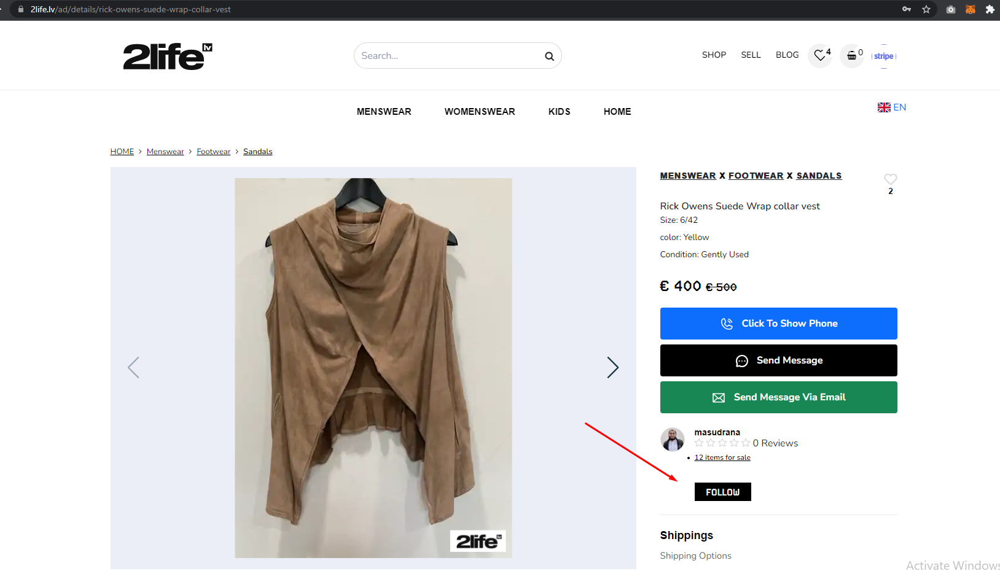 2life.lv/ad/details/rick-owens-suede-wrap-collar-vest
2life lv
Search...
SHOP SELL BLOG 4 0 stripe
MENSWEAR WOMENSWEAR KIDS HOME
EN
HOME > Menswear > Footwear > Sandals
MENSWEAR X FOOTWEAR X SANDALS
2
Rick Owens Suede Wrap collar vest
Size: 6/42
color: Yellow
Condition: Gently Used
€ 400 € 500
Click To Show Phone
Send Message
Send Message Via Email
masudrana
0 Reviews
12 items for sale
FOLLOW
Shippings
Shipping Options
2life lv
Activate Windows